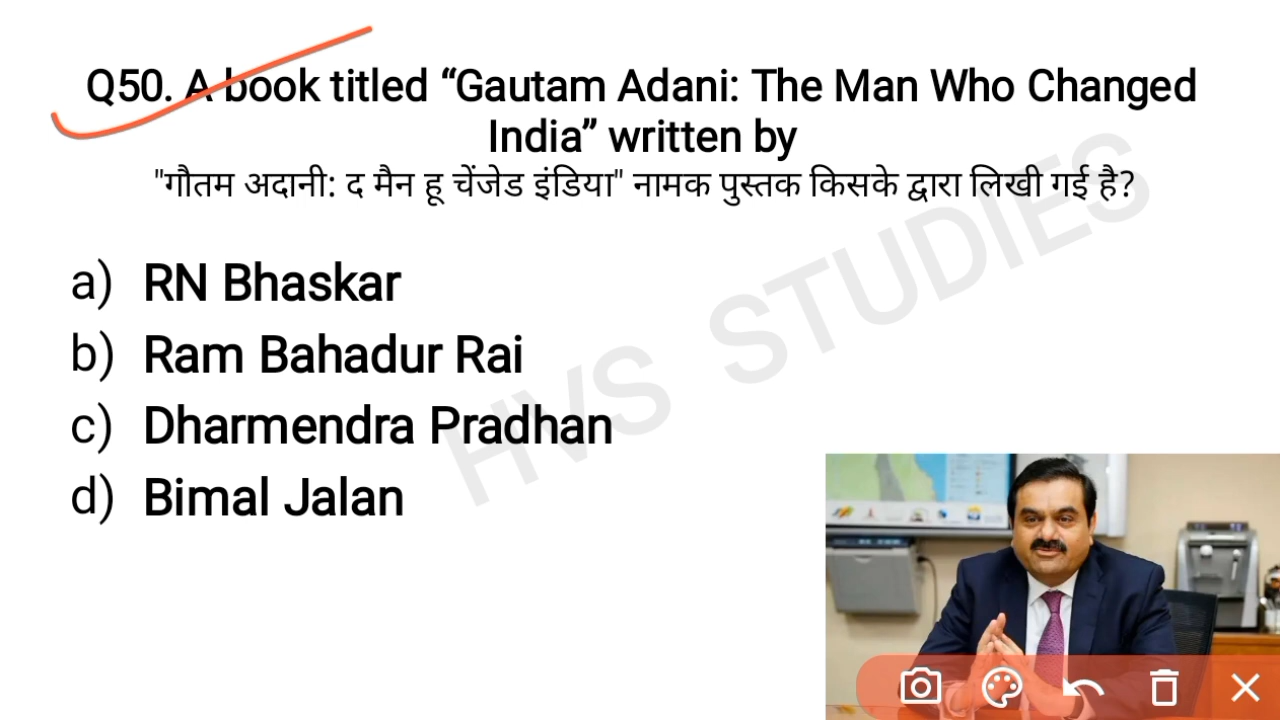 Q50. A book titled “Gautam Adani: The Man Who Changed
India” written by
"गौतम अदानी: द मैन हू चेंजेड इंडिया" नामक पुस्तक किसके द्वारा लिखी गई है?
a) RN Bhaskar
b) Ram Bahadur Rai
c) Dharmendra Pradhan
d) Bimal Jalan
HVS STUDIES